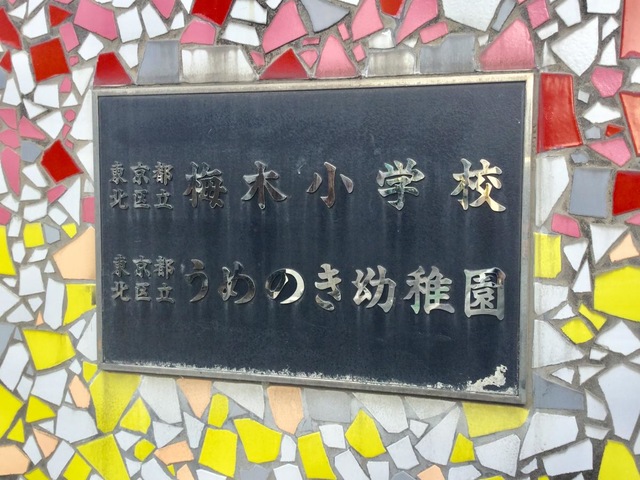 東京都北区立 梅木小学校
東京都北区立 うめのき幼稚園